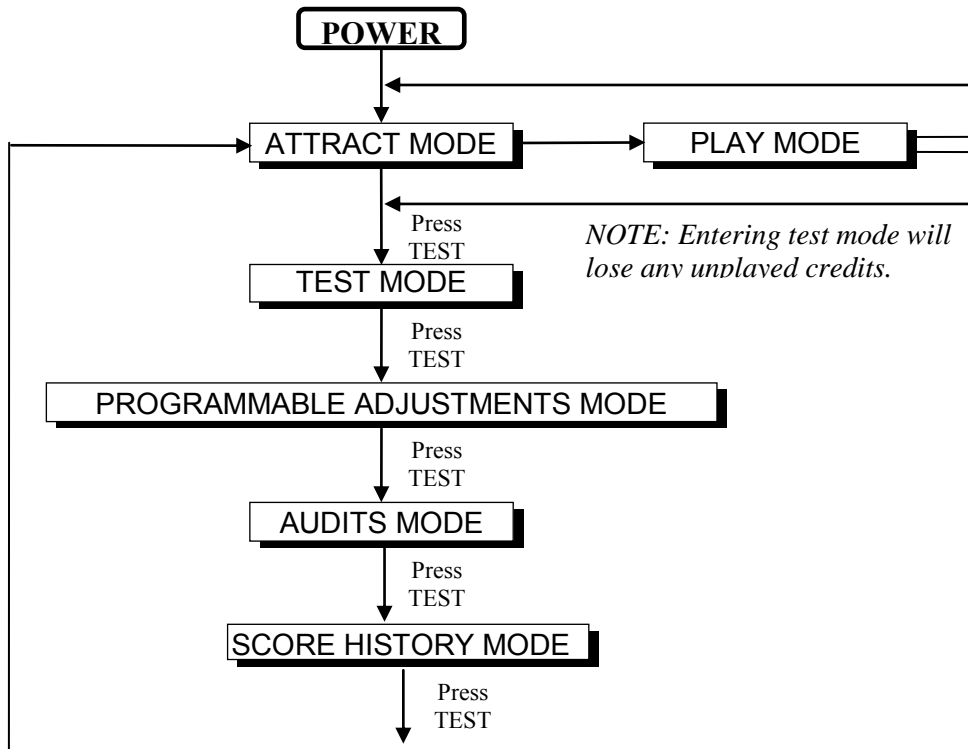 POWER
ATTRACT MODE
PLAY MODE
Press
TEST
NOTE: Entering test mode will
lose any unplayed credits.
TEST MODE
Press
TEST
PROGRAMMABLE ADJUSTMENTS MODE
Press
TEST
AUDITS MODE
Press
TEST
SCORE HISTORY MODE
Press
TEST